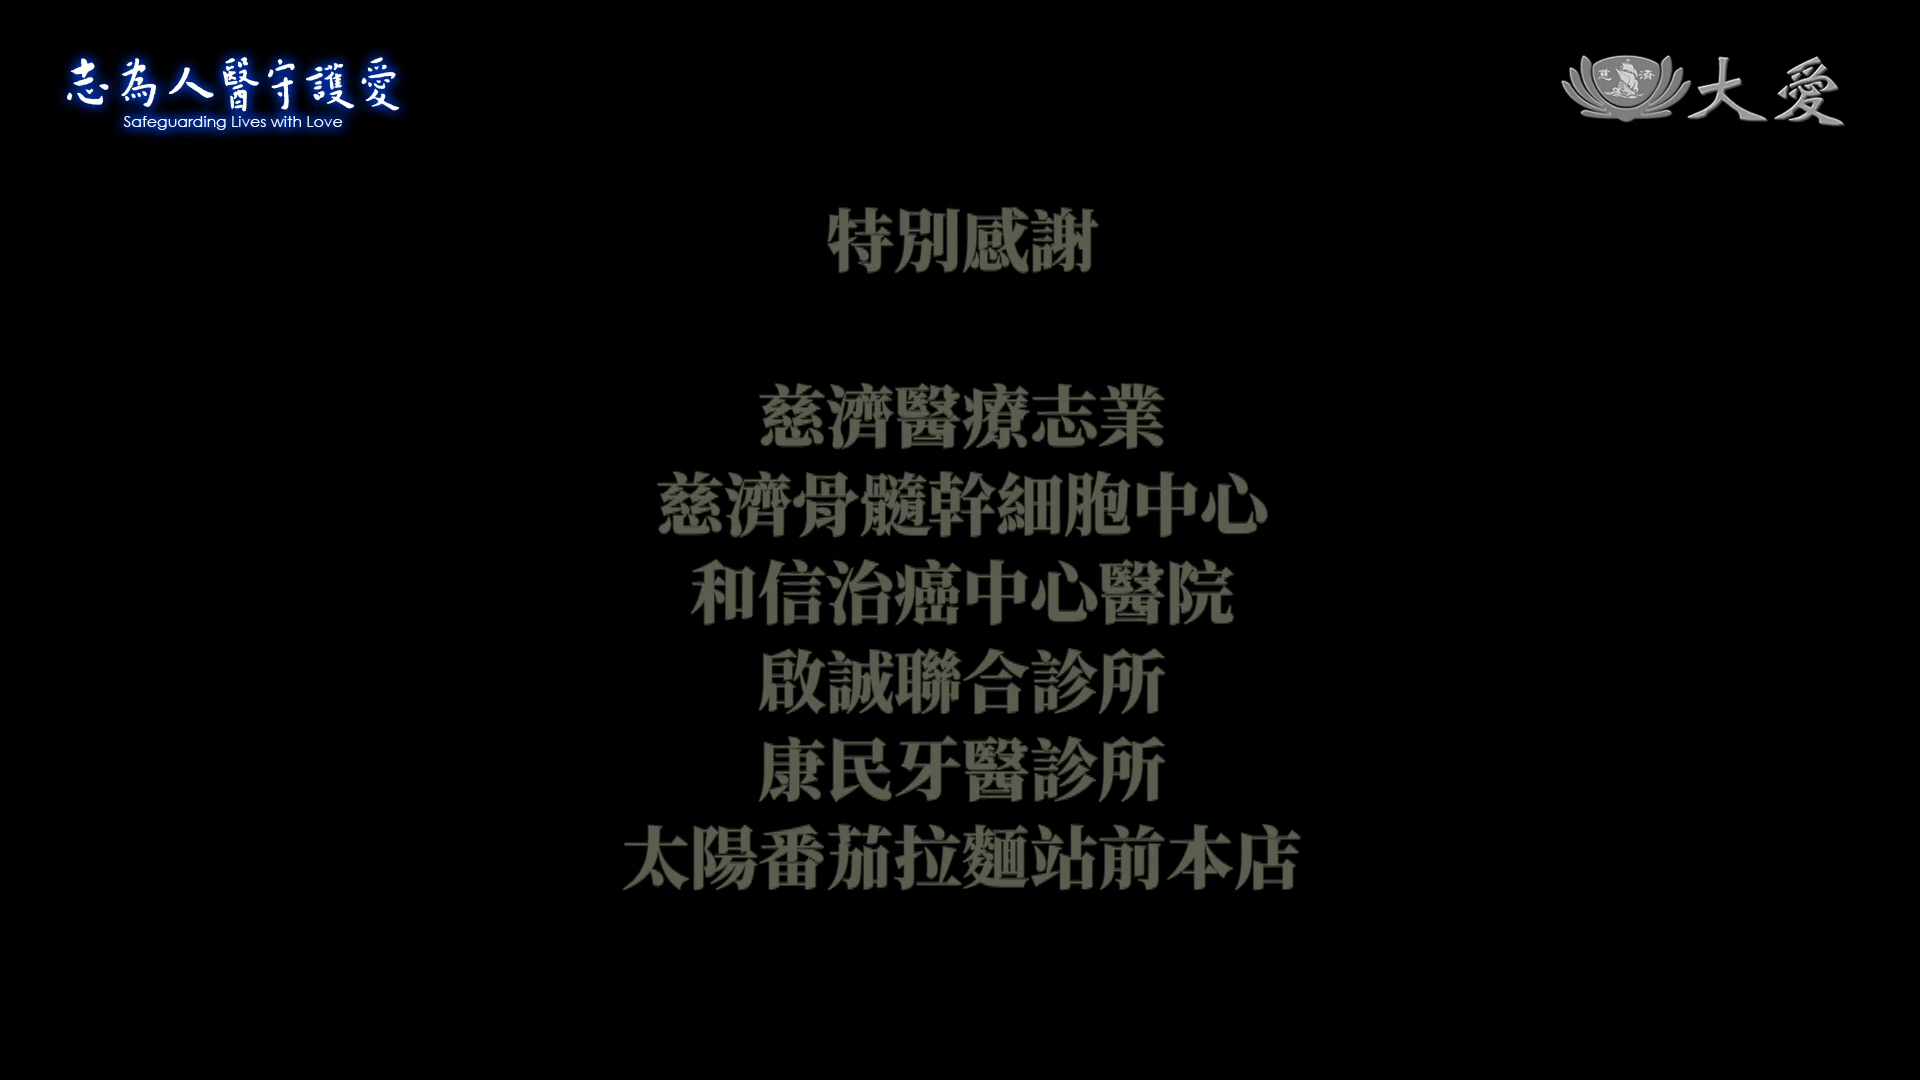 志為人醫守護愛
Safeguarding Lives with Love
慈濟
大愛
特別感謝
慈濟醫療志業
慈濟骨髓幹細胞中心
和信治癌中心醫院
啟誠聯合診所
康民牙醫診所
太陽番茄拉麵站前本店